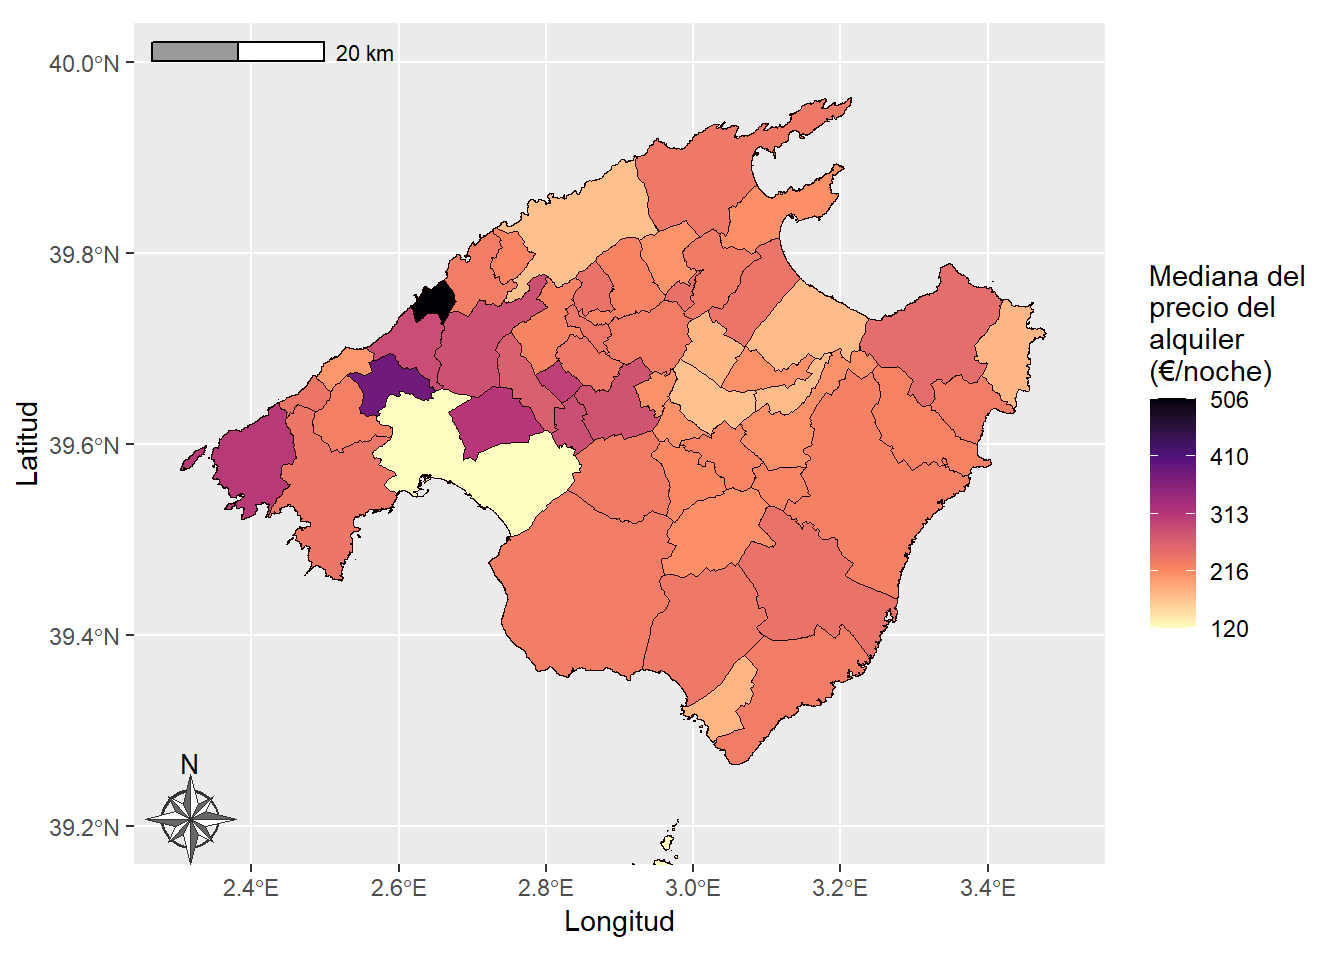 20 km
40.0°N
39.8°N
39.6°N
39.4°N
39.2°N
Latitud
N
2.4°E
2.6°E
2.8°E
3.0°E
3.2°E
3.4°E
Longitud
Mediana del
precio del
alquiler
(€/noche)
506
410
313
216
120